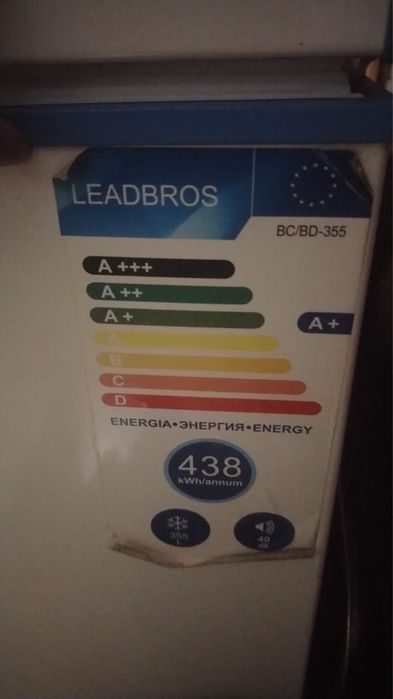 LEADBROS
BC/BD-355
A +++
A ++
A +
A +
A
B
C
D
ENERGIA•ЭНЕРГИЯ•ENERGY
438
kWh/annum
355
L
40
dB